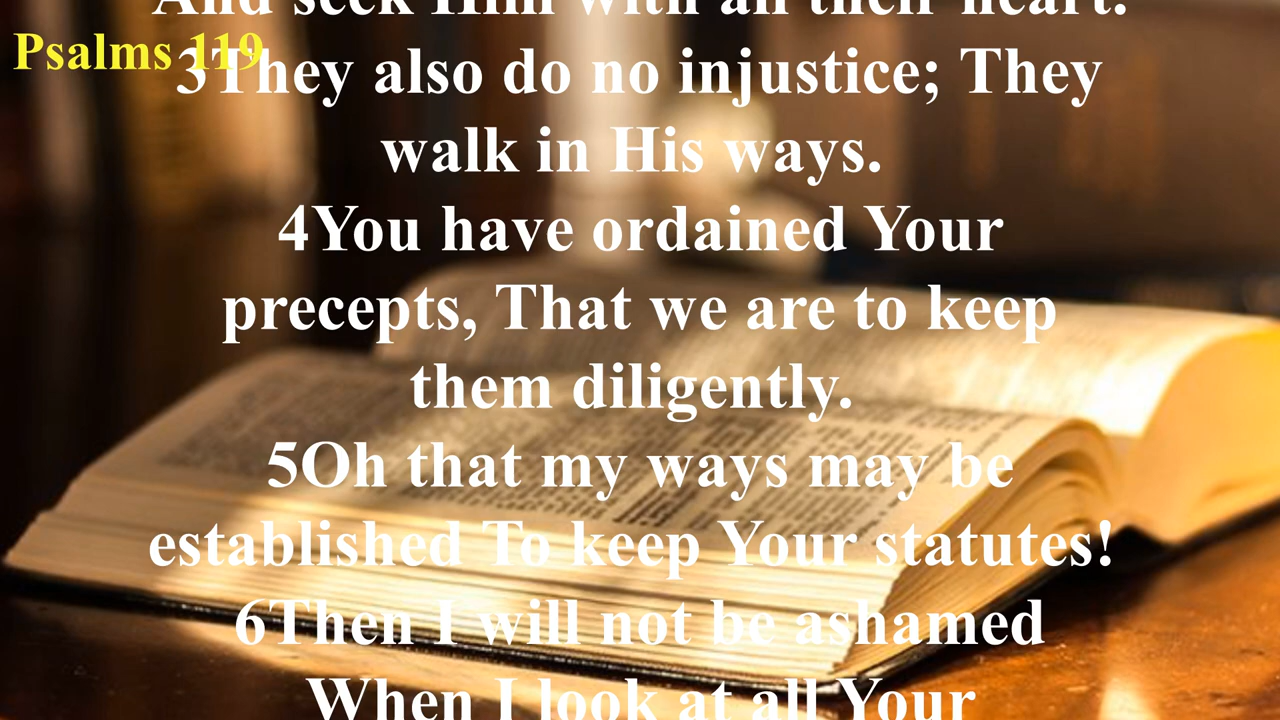 And seek Him with all their heart.
Psalms 119
3They also do no injustice; They
walk in His ways.
4You have ordained Your
precepts, That we are to keep
them diligently.
5Oh that my ways may be
established To keep Your statutes!
6Then I will not be ashamed
When I look at all Your